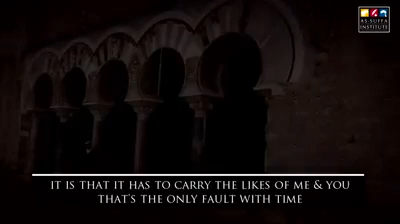 AS-SUFFA
INSTITUTE
IT IS THAT IT HAS TO CARRY THE LIKES OF ME & YOU
THAT'S THE ONLY FAULT WITH TIME